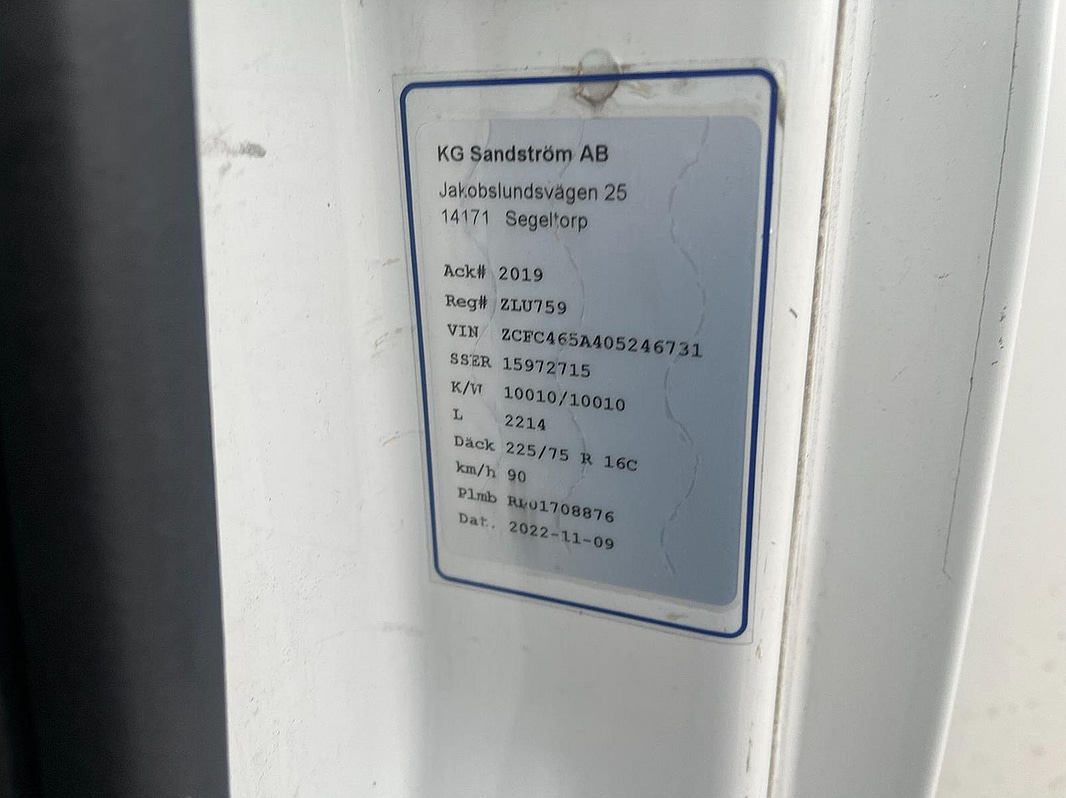 KG Sandström AB
Jakobslundsvägen 25
14171 Segeltorp
Ack# 2019
Reg# ZLU759
VIN ZCFC465A405246731
SSER 15972715
K/W 10010/10010
L 2214
Däck 225/75 R 16C
km/h 90
Plmb
Dat. 2022-11-09